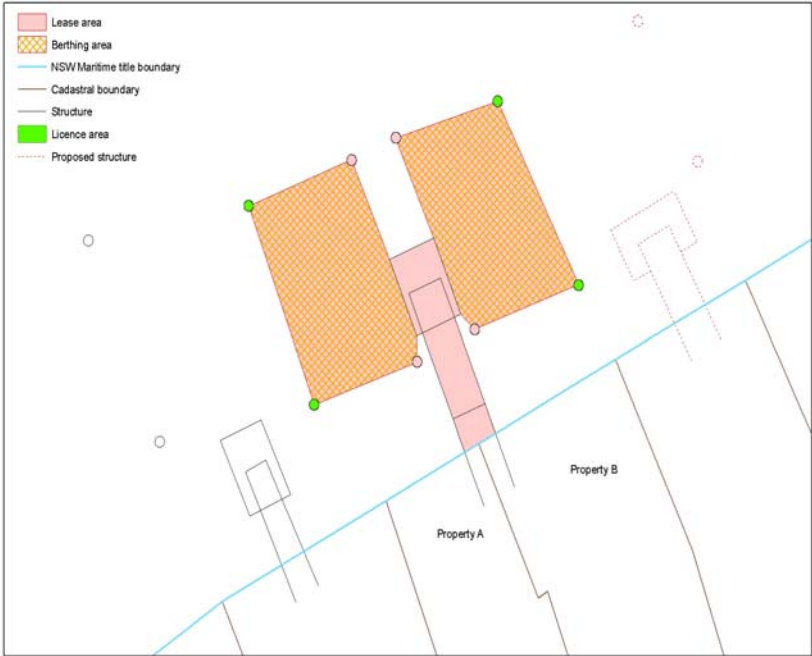 Lease area
Berthing area
NSW Maritime title boundary
Cadastral boundary
Structure
Licence area
Proposed structure
Property B
Property A